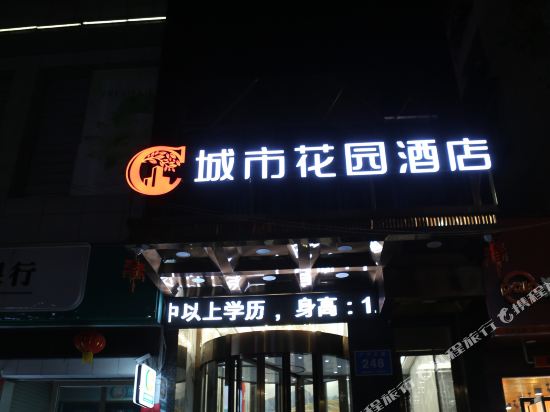 城市花园酒店
行
中以上学历，身高：1.
248
携程旅行